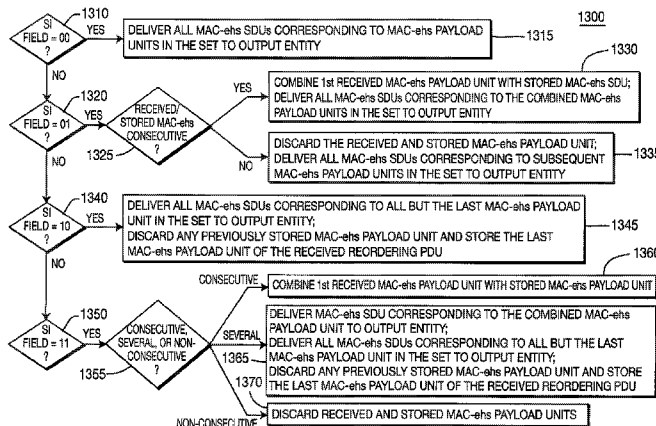 1300
1310
SI
FIELD = 00
?
YES
DELIVER ALL MAC-ehs SDUs CORRESPONDING TO MAC-ehs PAYLOAD
UNITS IN THE SET TO OUTPUT ENTITY
1315
NO
1320
SI
FIELD = 01
?
YES
RECEIVED/
STORED MAC-ehs
CONSECUTIVE
?
1325
YES
1330
COMBINE 1st RECEIVED MAC-ehs PAYLOAD UNIT WITH STORED MAC-ehs SDU;
DELIVER ALL MAC-ehs SDUs CORRESPONDING TO THE COMBINED MAC-ehs
PAYLOAD UNITS IN THE SET TO OUTPUT ENTITY
NO
DISCARD THE RECEIVED AND STORED MAC-ehs PAYLOAD UNIT;
DELIVER ALL MAC-ehs SDUs CORRESPONDING TO SUBSEQUENT
MAC-ehs PAYLOAD UNITS IN THE SET TO OUTPUT ENTITY
1335
NO
1340
SI
FIELD = 10
?
YES
DELIVER ALL MAC-ehs SDUs CORRESPONDING TO ALL BUT THE LAST MAC-ehs PAYLOAD
UNIT IN THE SET TO OUTPUT ENTITY;
DISCARD ANY PREVIOUSLY STORED MAC-ehs PAYLOAD UNIT AND STORE THE LAST
MAC-ehs PAYLOAD UNIT OF THE RECEIVED REORDERING PDU
1345
NO
1350
SI
FIELD = 11
?
YES
CONSECUTIVE,
SEVERAL, OR NON-
CONSECUTIVE
?
1355
CONSECUTIVE
1360
COMBINE 1st RECEIVED MAC-ehs PAYLOAD UNIT WITH STORED MAC-ehs PAYLOAD UNIT
SEVERAL
1365
DELIVER MAC-ehs SDU CORRESPONDING TO THE COMBINED MAC-ehs
PAYLOAD UNIT TO OUTPUT ENTITY;
DELIVER ALL MAC-ehs SDUs CORRESPONDING TO ALL BUT THE LAST
MAC-ehs PAYLOAD UNIT IN THE SET TO OUTPUT ENTITY;
DISCARD ANY PREVIOUSLY STORED MAC-ehs PAYLOAD UNIT AND STORE
THE LAST MAC-ehs PAYLOAD UNIT OF THE RECEIVED REORDERING PDU
1370
NON-CONSECUTIVE
DISCARD RECEIVED AND STORED MAC-ehs PAYLOAD UNITS